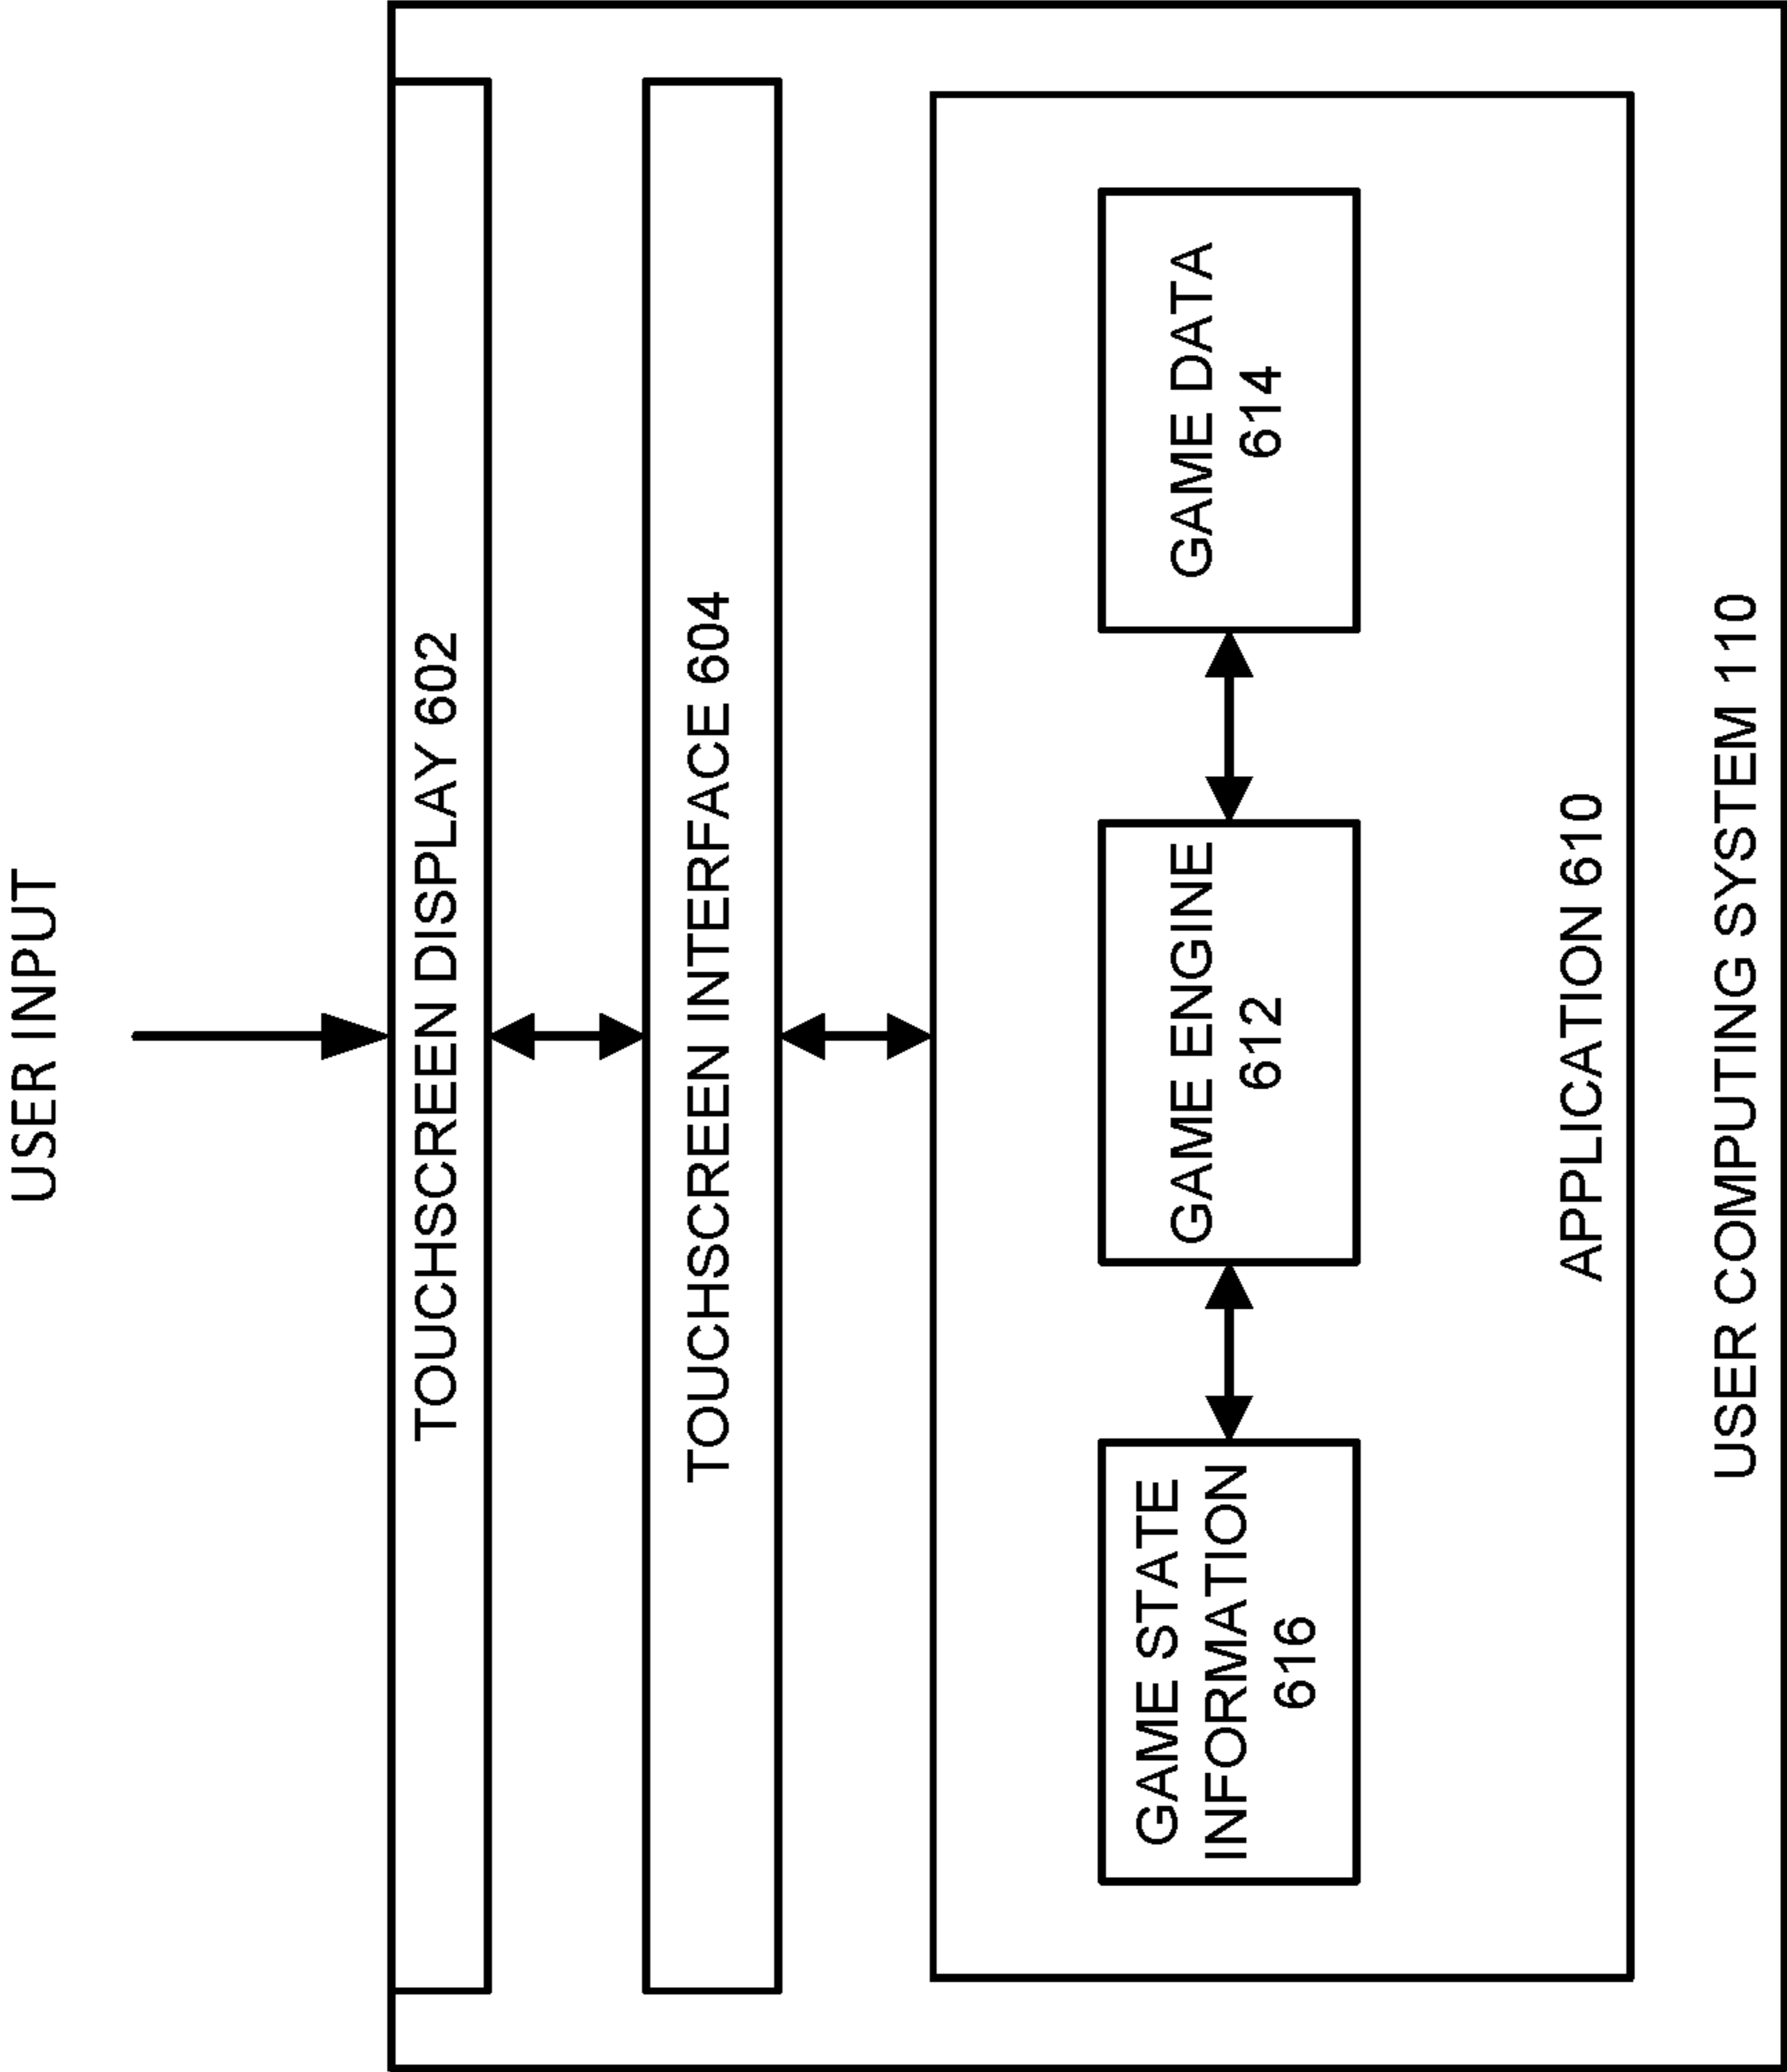 USER INPUT
TOUCHSCREEN DISPLAY 602
TOUCHSCREEN INTERFACE 604
GAME STATE
INFORMATION
616
GAME ENGINE
612
GAME DATA
614
APPLICATION 610
USER COMPUTING SYSTEM 110